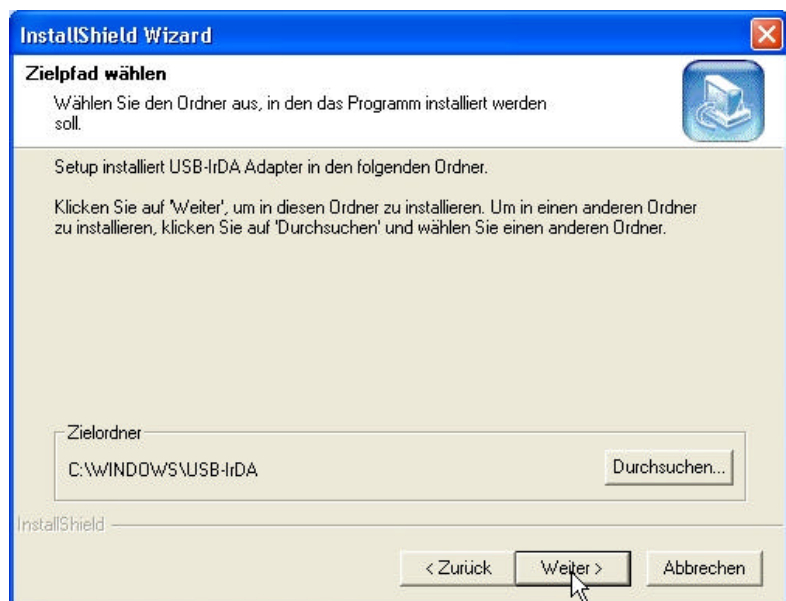 InstallShield Wizard
Zielpfad wählen
Wählen Sie den Ordner aus, in den das Programm installiert werden
soll.
Setup installiert USB-IrDA Adapter in den folgenden Ordner.
Klicken Sie auf 'Weiter', um in diesen Ordner zu installieren. Um in einen anderen Ordner
zu installieren, klicken Sie auf 'Durchsuchen' und wählen Sie einen anderen Ordner.
Zielordner
C:\WINDOWS\USB-IrDA
Durchsuchen...
InstallShield
< Zurück
Weiter >
Abbrechen